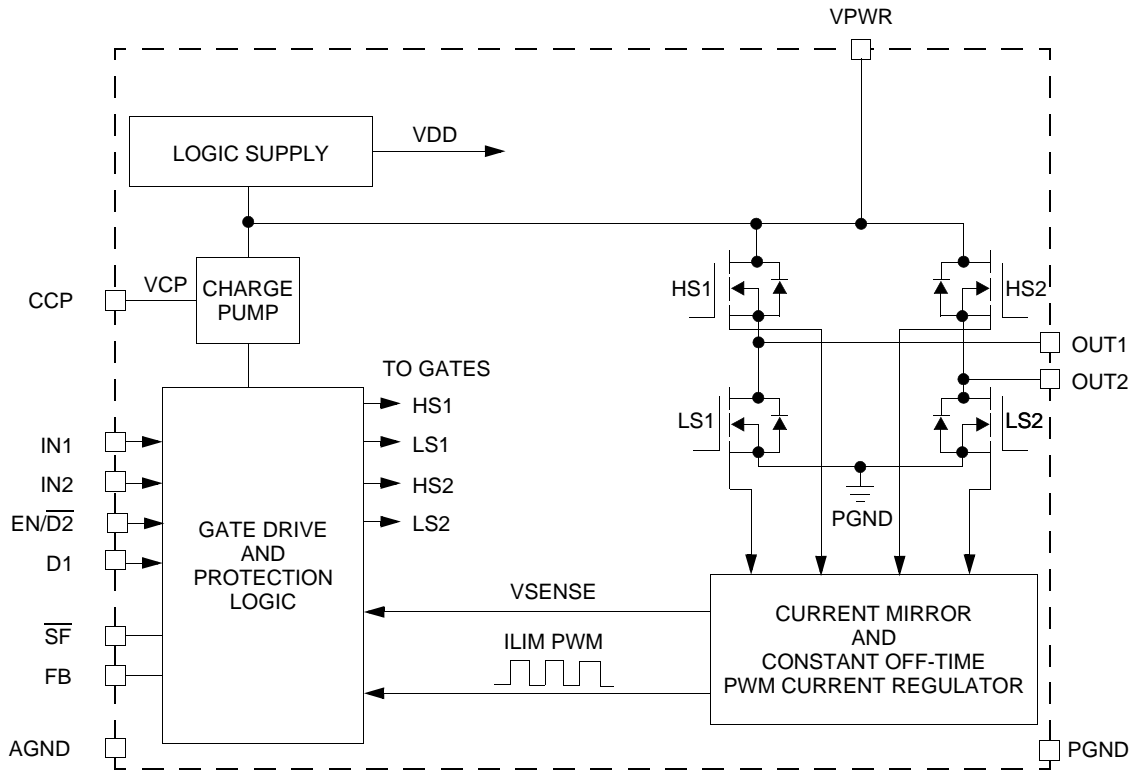 VPWR
LOGIC SUPPLY
VDD
CCP
VCP
CHARGE
PUMP
HS1
HS2
OUT1
OUT2
TO GATES
HS1
LS1
HS2
LS2
LS1
LS2
PGND
IN1
IN2
EN/D2
D1
SF
FB
AGND
GATE DRIVE
AND
PROTECTION
LOGIC
VSENSE
ILIM PWM
CURRENT MIRROR
AND
CONSTANT OFF-TIME
PWM CURRENT REGULATOR
PGND